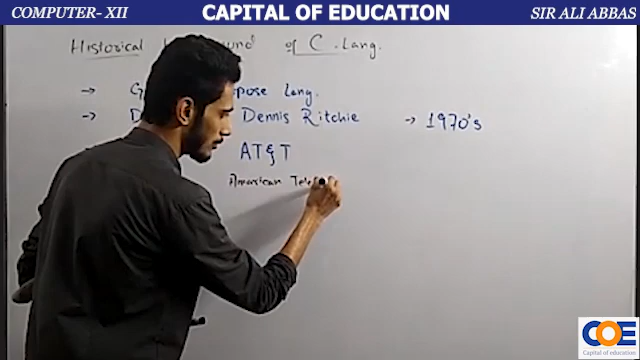 COMPUTER- XII
CAPITAL OF EDUCATION
SIR ALI ABBAS
Historical of C Lang.
→ pose Lang.
→ Dennis Ritchie → 1970's
AT&T
American
COE
Capital of education